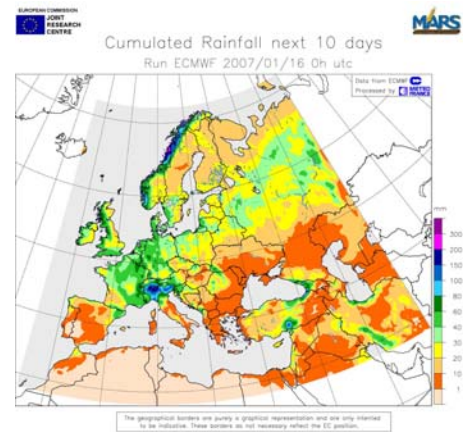 EUROPEAN COMMISSION
JOINT
RESEARCH
CENTRE
MARS
Cumulated Rainfall next 10 days
Run ECMWF 2007/01/16 0h utc
Data from ECMWF
Processed by METEO FRANCE
mm
300
200
150
100
80
60
40
30
20
10
1
The geographical borders are purely a graphical representation and are only intended
to be indicative. These borders do not necessary reflect the EC position.